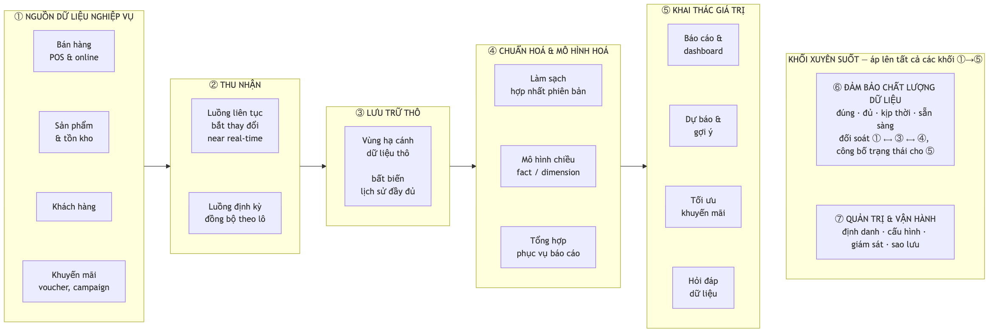 ① NGUỒN DỮ LIỆU NGHIỆP VỤ
Bán hàng
POS & online
Sản phẩm
& tồn kho
Khách hàng
Khuyến mãi
voucher, campaign
② THU NHẬN
Luồng liên tục
bắt thay đổi
near real-time
Luồng định kỳ
đồng bộ theo lô
③ LƯU TRỮ THÔ
Vùng hạ cánh
dữ liệu thô
bất biến
lịch sử đầy đủ
④ CHUẨN HOÁ & MÔ HÌNH HOÁ
Làm sạch
hợp nhất phiên bản
Mô hình chiều
fact / dimension
Tổng hợp
phục vụ báo cáo
⑤ KHAI THÁC GIÁ TRỊ
Báo cáo &
dashboard
Dự báo &
gợi ý
Tối ưu
khuyến mãi
Hỏi đáp
dữ liệu
KHỐI XUYÊN SUỐT — áp lên tất cả các khối ①→⑤
⑥ ĐẢM BẢO CHẤT LƯỢNG
DỮ LIỆU
đúng · đủ · kịp thời · sẵn
sàng
đối soát ① ↔ ③ ↔ ④,
công bố trạng thái cho ⑤
⑦ QUẢN TRỊ & VẬN HÀNH
định danh · cấu hình ·
giám sát · sao lưu